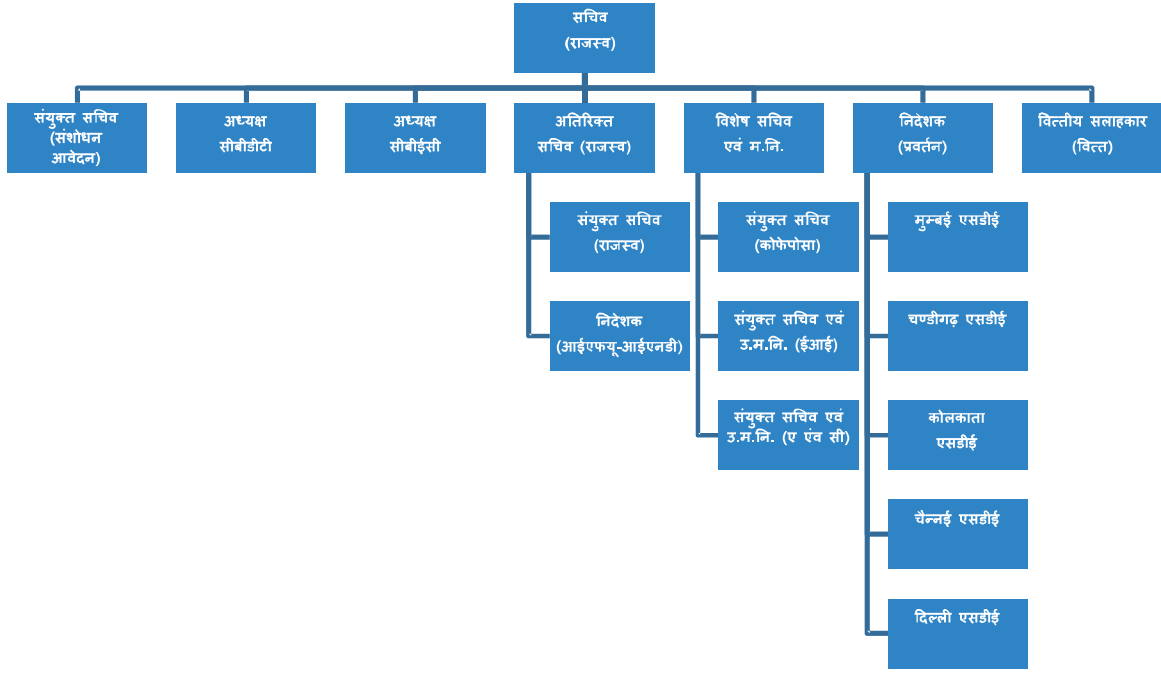 सचिव
(राजस्व)
संयुक्त सचिव
(संशोधन
आवेदन)
अध्यक्ष
सीबीडीटी
अध्यक्ष
सीबीईसी
अतिरिक्त
सचिव (राजस्व)
विशेष सचिव
एवं म.नि.
निदेशक
(प्रवर्तन)
वित्तीय सलाहकार
(वित्त)
संयुक्त सचिव
(राजस्व)
निदेशक
(आईएफयू-आईएनडी)
संयुक्त सचिव
(कोफेपोसा)
संयुक्त सचिव एवं
उ.म.नि. (ईआई)
संयुक्त सचिव एवं
उ.म.नि. (ए एंव सी)
मुम्बई एसडीई
चण्डीगढ़ एसडीई
कोलकाता
एसडीई
चैन्नई एसडीई
दिल्ली एसडीई